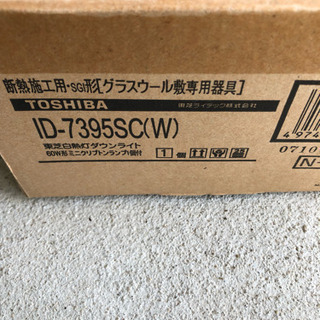 断熱施工用・SGI形[グラスウール敷専用器具]
TOSHIBA 東芝ライテック株式会社
ID-7395SC(W)
東芝白熱灯ダウンライト
60W形ミニクリプトンランプ1個付
1個
4974
0710
N-